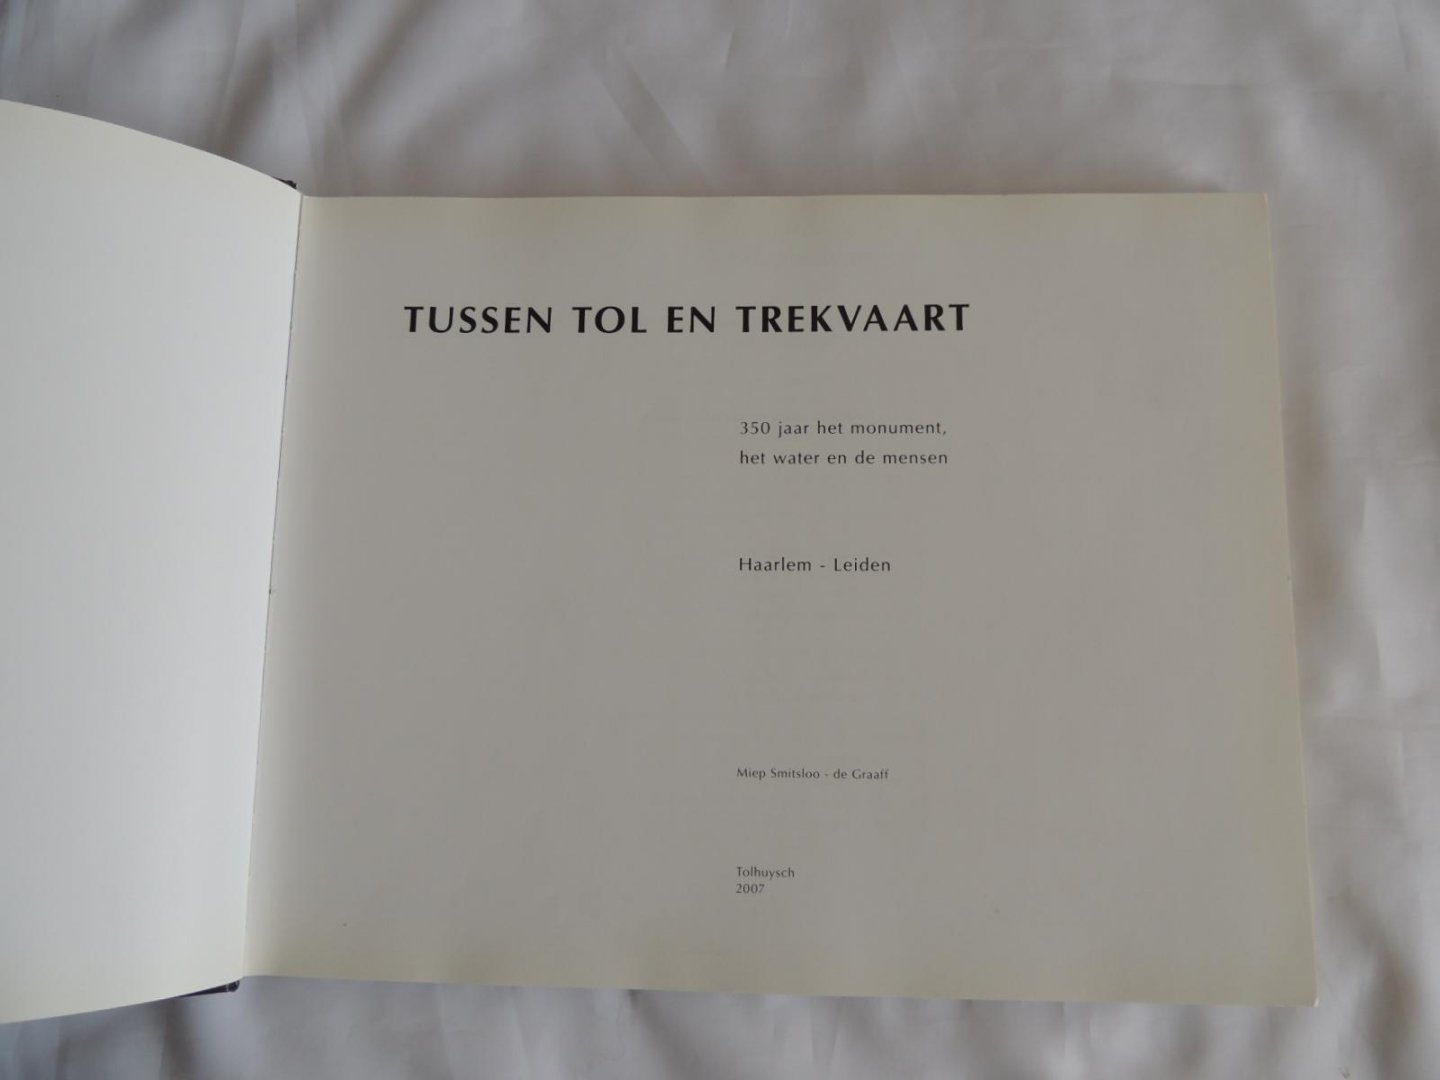 TUSSEN TOL EN TREKVAART
350 jaar het monument,
het water en de mensen
Haarlem - Leiden
Miep Smitsloo - de Graaff
Tolhuysch
2007